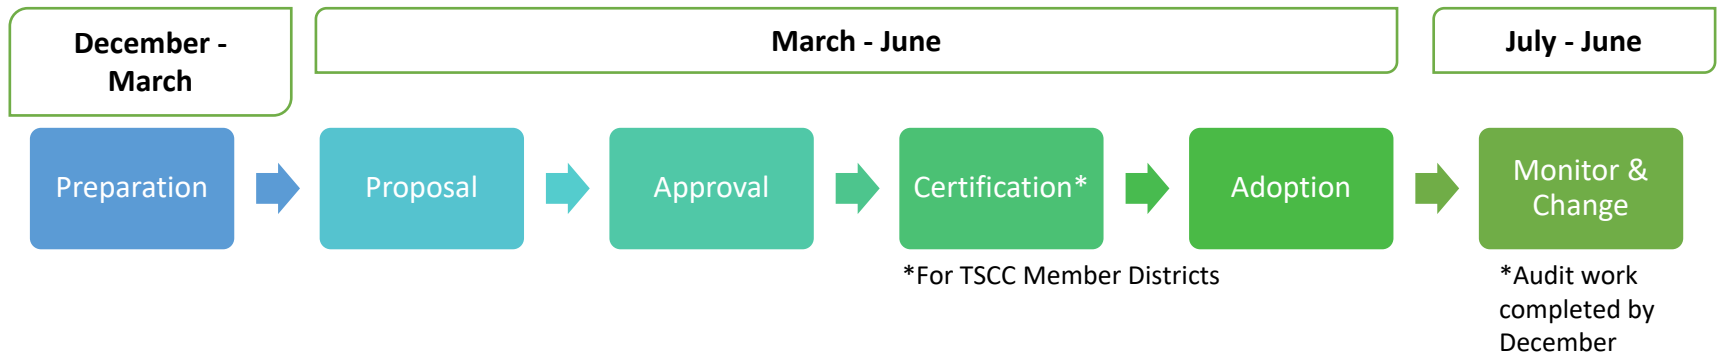 December -
March
March - June
July - June
Preparation
Proposal
Approval
Certification*
Adoption
Monitor &
Change
*For TSCC Member Districts
*Audit work
completed by
December